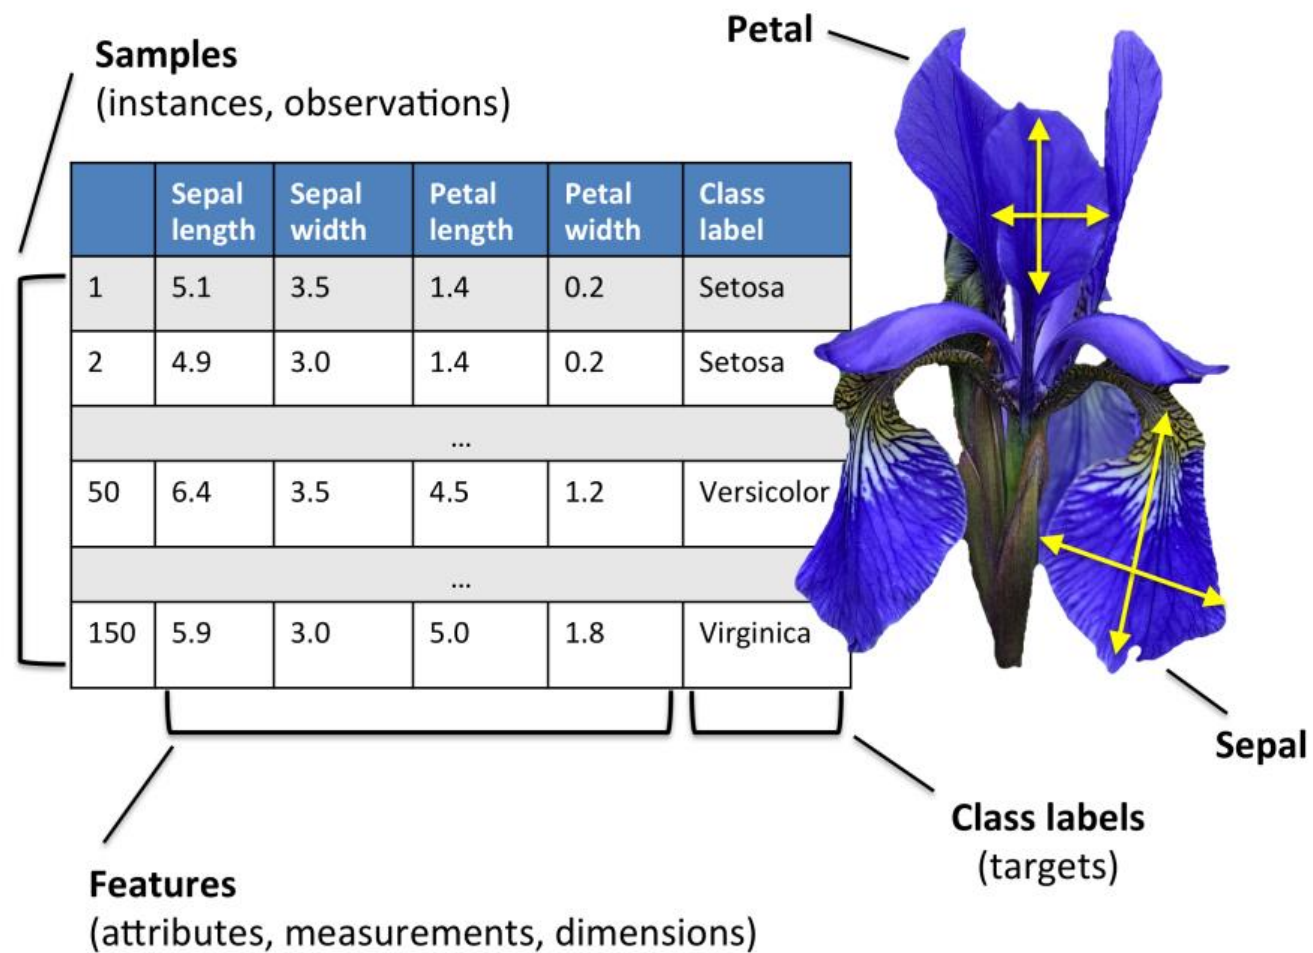 Petal
Samples
(instances, observations)
Sepal length Sepal width Petal length Petal width Class label
1 5.1 3.5 1.4 0.2 Setosa
2 4.9 3.0 1.4 0.2 Setosa
...
50 6.4 3.5 4.5 1.2 Versicolor
...
150 5.9 3.0 5.0 1.8 Virginica
Sepal
Class labels
(targets)
Features
(attributes, measurements, dimensions)